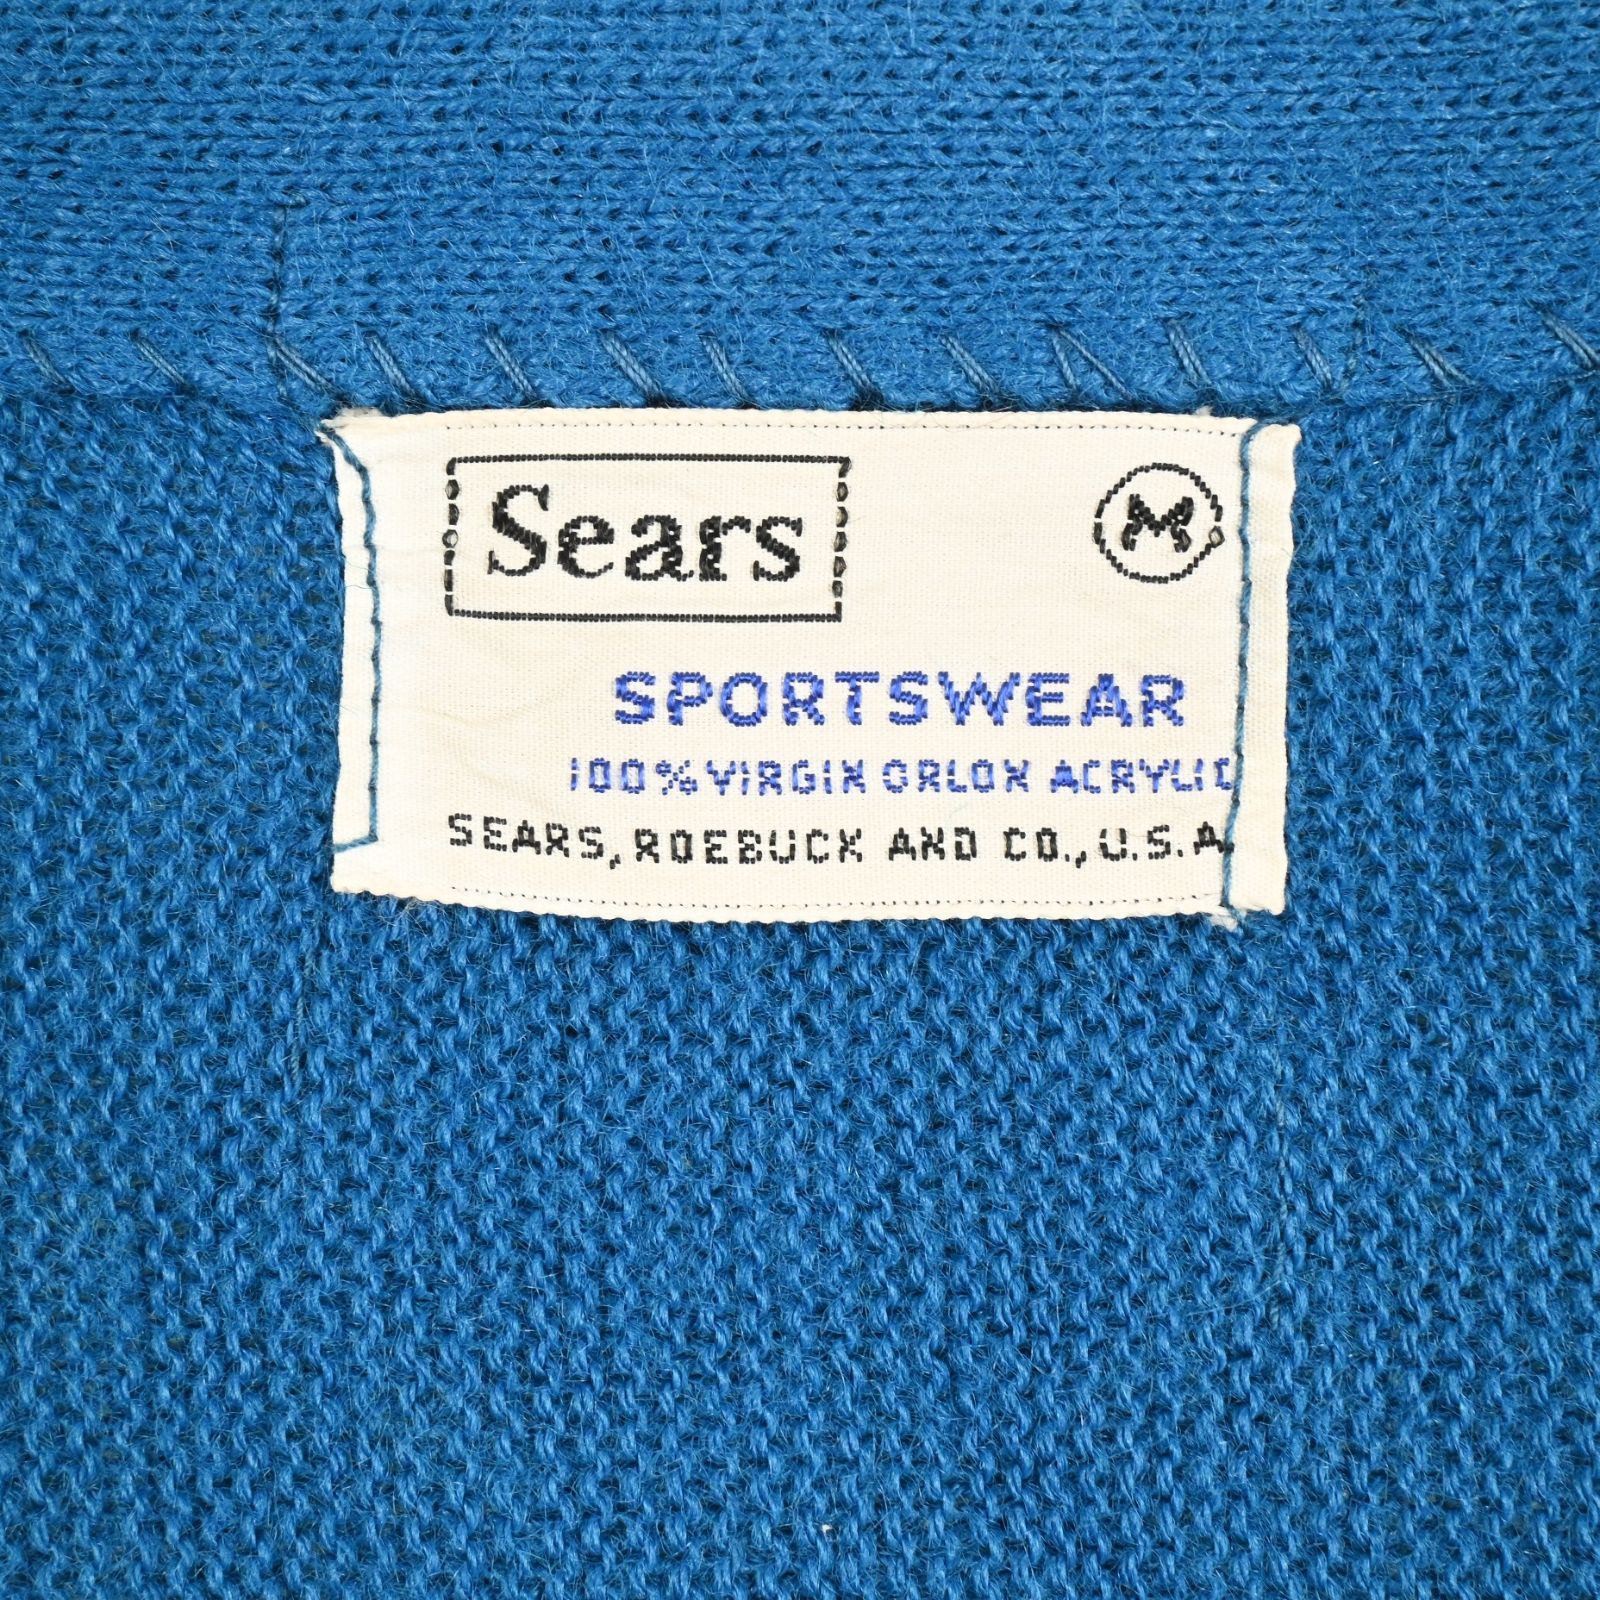 Sears
M
SPORTSWEAR
100% VIRGIN ORLON ACRYLIC
SEARS, ROEBUCK AND CO., U.S.A.